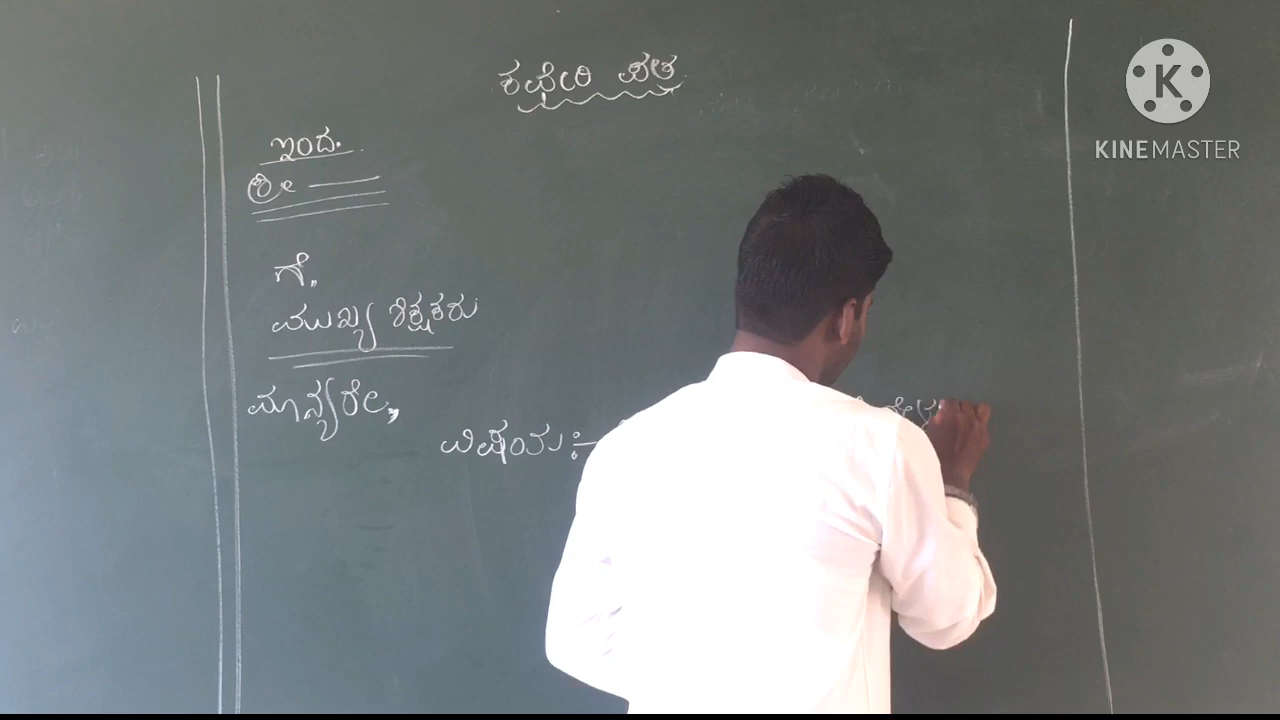 ಕಛೇರಿ ಪತ್ರ
KINEMASTER
ಇಂದ.
ಶ್ರೀ
ಗೆ,
ಮುಖ್ಯ ಶಿಕ್ಷಕರು
ಮಾನ್ಯರೇ,
ವಿಷಯ:-